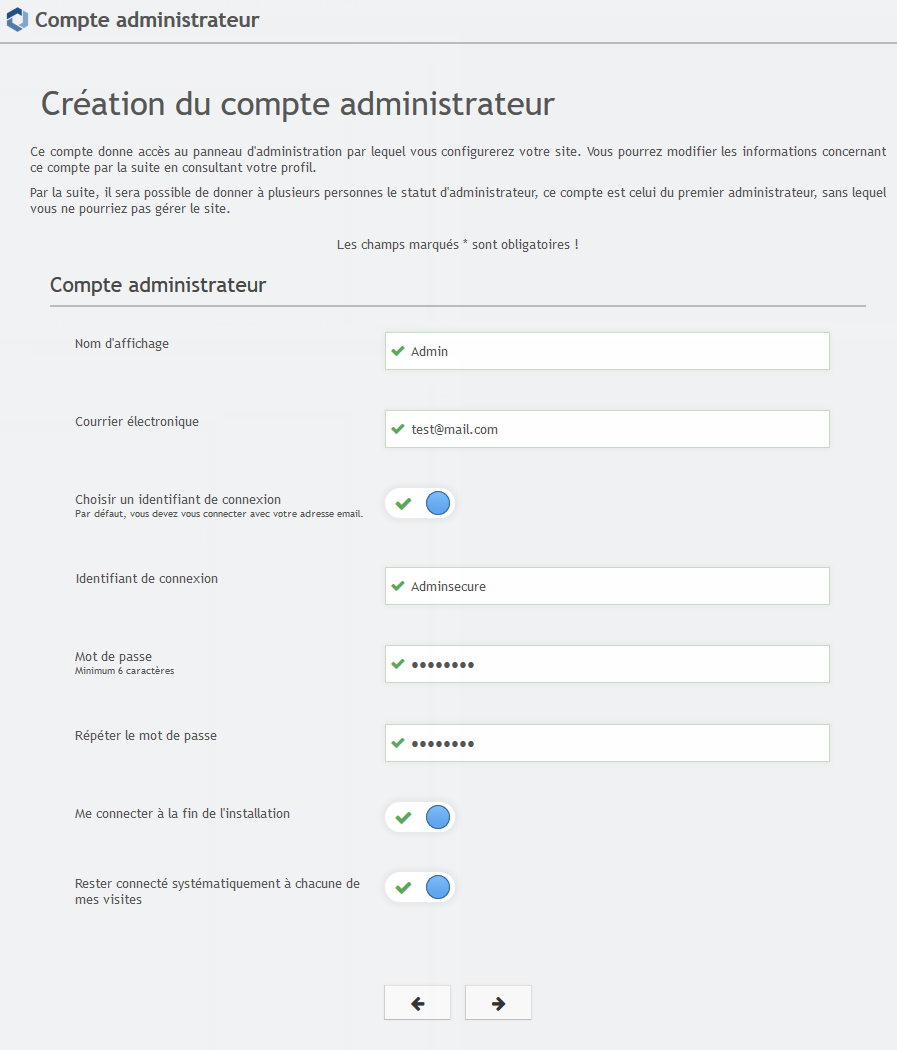 Compte administrateur
Création du compte administrateur
Ce compte donne accès au panneau d'administration par lequel vous configurerez votre site. Vous pourrez modifier les informations concernant
ce compte par la suite en consultant votre profil.
Par la suite, il sera possible de donner à plusieurs personnes le statut d'administrateur, ce compte est celui du premier administrateur, sans lequel
vous ne pourriez pas gérer le site.
Les champs marqués * sont obligatoires !
Compte administrateur
Nom d'affichage
Admin
Courrier électronique
test@mail.com
Choisir un identifiant de connexion
Par défaut, vous devez vous connecter avec votre adresse email.
Identifiant de connexion
Adminsecure
Mot de passe
Minimum 6 caractères
••••••••
Répéter le mot de passe
••••••••
Me connecter à la fin de l'installation
Rester connecté systématiquement à chacune de
mes visites